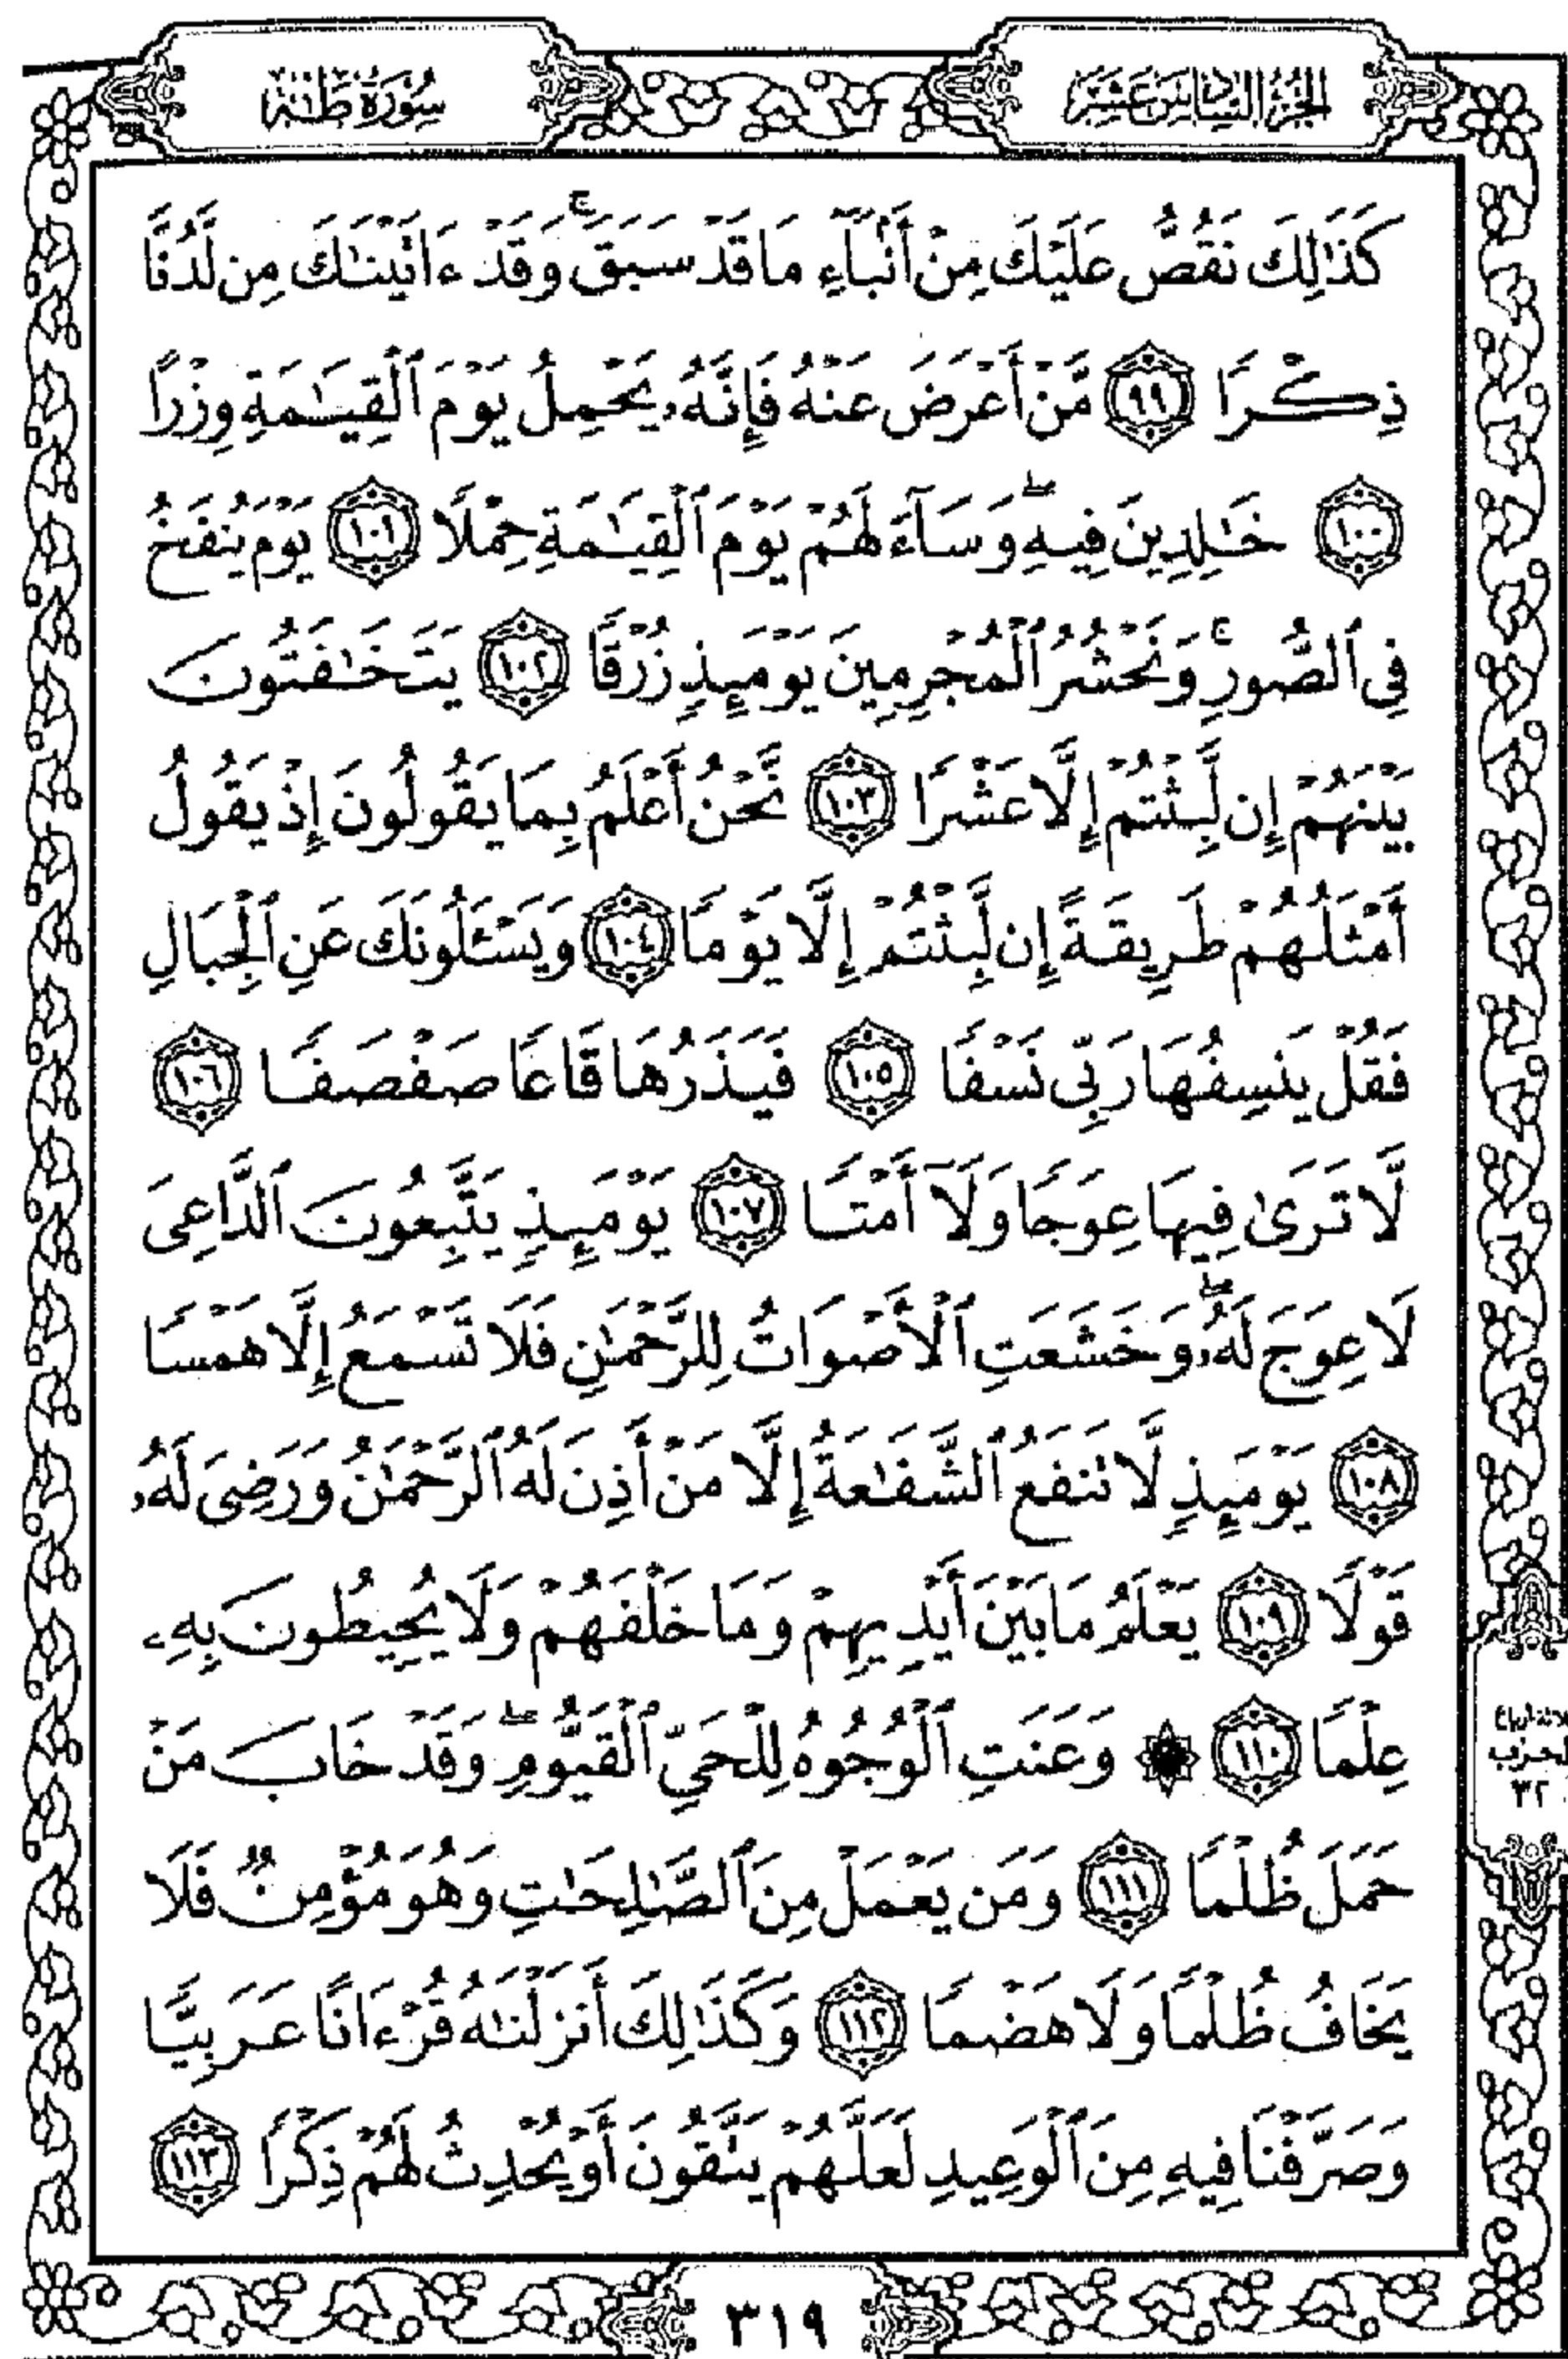 الجزء السادس عشر
سورة طه
كَذَٰلِكَ نَقُصُّ عَلَيْكَ مِنْ أَنۢبَآءِ مَا قَدْ سَبَقَ ۚ وَقَدْ ءَاتَيْنَٰكَ مِن لَّدُنَّا
ذِكْرًا ٩٩ مَّنْ أَعْرَضَ عَنْهُ فَإِنَّهُۥ يَحْمِلُ يَوْمَ ٱلْقِيَٰمَةِ وِزْرًا
١٠٠ خَٰلِدِينَ فِيهِ ۖ وَسَآءَ لَهُمْ يَوْمَ ٱلْقِيَٰمَةِ حِمْلًا ١٠١ يَوْمَ يُنفَخُ
فِى ٱلصُّورِ ۚ وَنَحْشُرُ ٱلْمُجْرِمِينَ يَوْمَئِذٍ زُرْقًا ١٠٢ يَتَخَٰفَتُونَ
بَيْنَهُمْ إِن لَّبِثْتُمْ إِلَّا عَشْرًا ١٠٣ نَّحْنُ أَعْلَمُ بِمَا يَقُولُونَ إِذْ يَقُولُ
أَمْثَلُهُمْ طَرِيقَةً إِن لَّبِثْتُمْ إِلَّا يَوْمًا ١٠٤ وَيَسْـَٔلُونَكَ عَنِ ٱلْجِبَالِ
فَقُلْ يَنسِفُهَا رَبِّى نَسْفًا ١٠٥ فَيَذَرُهَا قَاعًا صَفْصَفًا ١٠٦
لَّا تَرَىٰ فِيهَا عِوَجًا وَلَآ أَمْتًا ١٠٧ يَوْمَئِذٍ يَتَّبِعُونَ ٱلدَّاعِىَ
لَا عِوَجَ لَهُۥ ۖ وَخَشَعَتِ ٱلْأَصْوَاتُ لِلرَّحْمَٰنِ فَلَا تَسْمَعُ إِلَّا هَمْسًا
١٠٨ يَوْمَئِذٍ لَّا تَنفَعُ ٱلشَّفَٰعَةُ إِلَّا مَنْ أَذِنَ لَهُ ٱلرَّحْمَٰنُ وَرَضِىَ لَهُۥ
قَوْلًا ١٠٩ يَعْلَمُ مَا بَيْنَ أَيْدِيهِمْ وَمَا خَلْفَهُمْ وَلَا يُحِيطُونَ بِهِۦ
عِلْمًا ١١٠ ۞ وَعَنَتِ ٱلْوُجُوهُ لِلْحَىِّ ٱلْقَيُّومِ ۖ وَقَدْ خَابَ مَنْ
حَمَلَ ظُلْمًا ١١١ وَمَن يَعْمَلْ مِنَ ٱلصَّٰلِحَٰتِ وَهُوَ مُؤْمِنٌ فَلَا
يَخَافُ ظُلْمًا وَلَا هَضْمًا ١١٢ وَكَذَٰلِكَ أَنزَلْنَٰهُ قُرْءَانًا عَرَبِيًّا
وَصَرَّفْنَا فِيهِ مِنَ ٱلْوَعِيدِ لَعَلَّهُمْ يَتَّقُونَ أَوْ يُحْدِثُ لَهُمْ ذِكْرًا ١١٣
٣٢
٣١٩